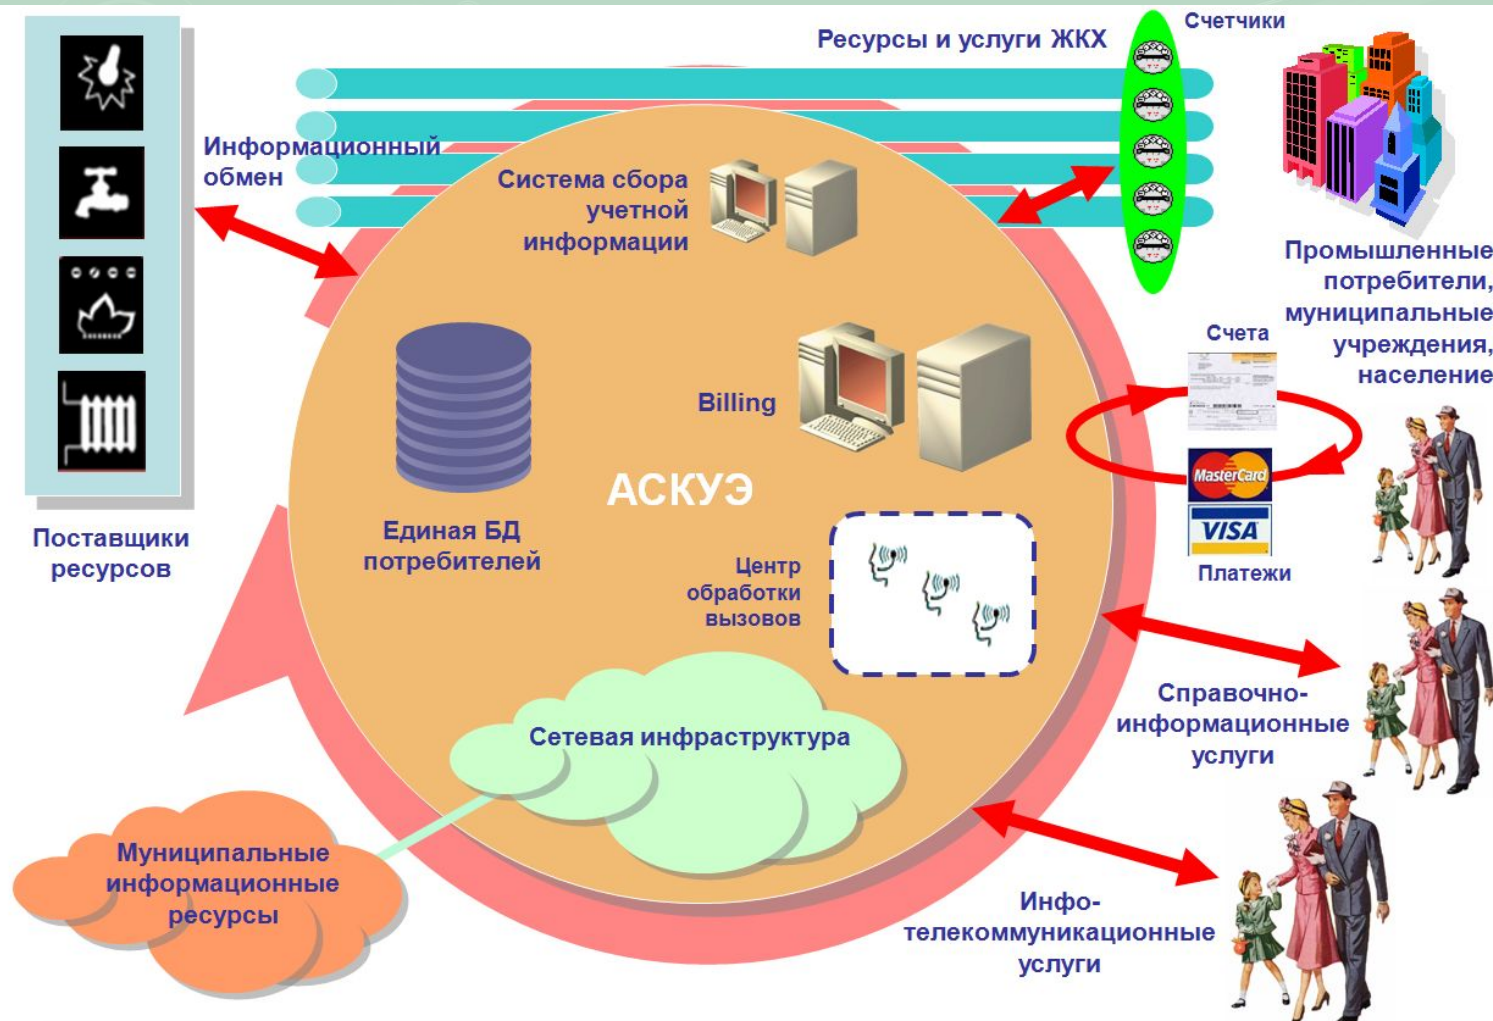 Счетчики
Ресурсы и услуги ЖКХ
Информационный
обмен
Система сбора
учетной
информации
Промышленные
потребители,
муниципальные
учреждения,
население
Счета
Billing
MasterCard
VISA
Платежи
АСКУЭ
Поставщики
ресурсов
Единая БД
потребителей
Центр
обработки
вызовов
Справочно-
информационные
услуги
Сетевая инфраструктура
Муниципальные
информационные
ресурсы
Инфо-
телекоммуникационные
услуги